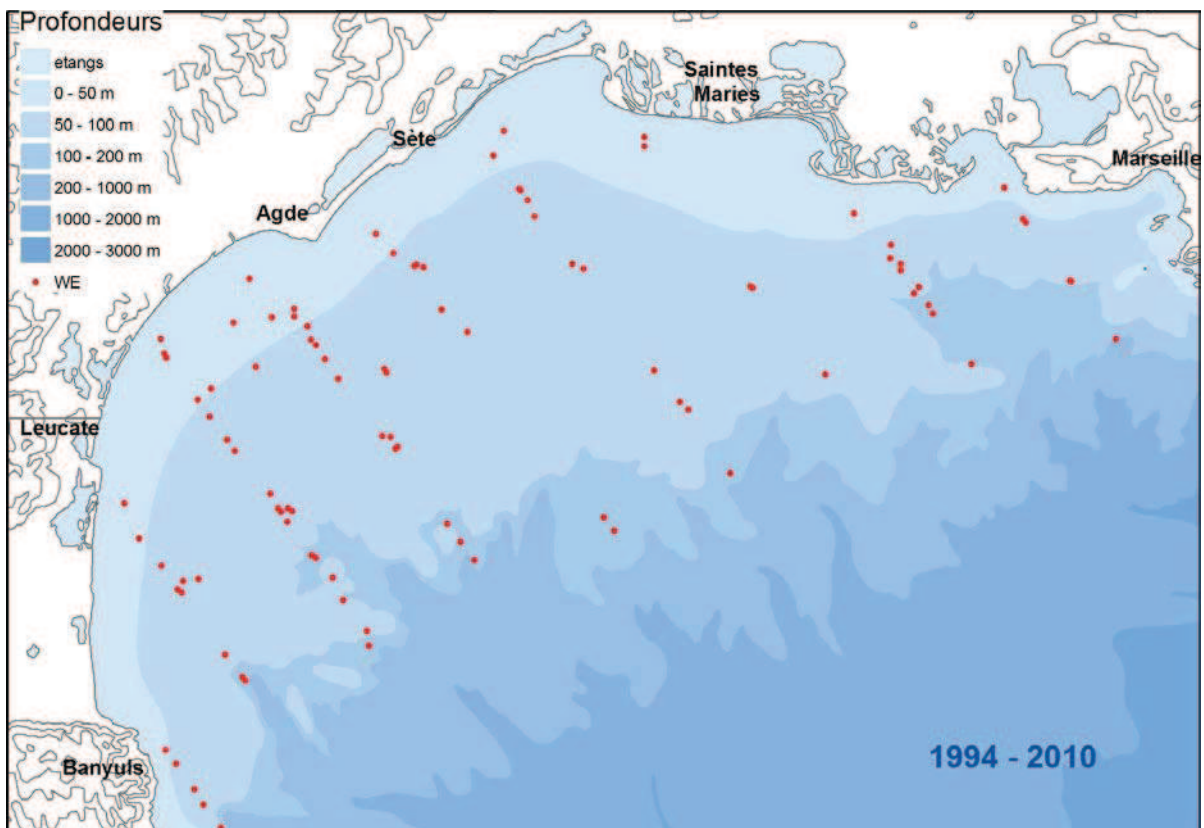 Profondeurs
etangs
0 - 50 m
50 - 100 m
100 - 200 m
200 - 1000 m
1000 - 2000 m
2000 - 3000 m
WE
Saintes
Maries
Sète
Marseille
Agde
Leucate
Banyuls
1994 - 2010